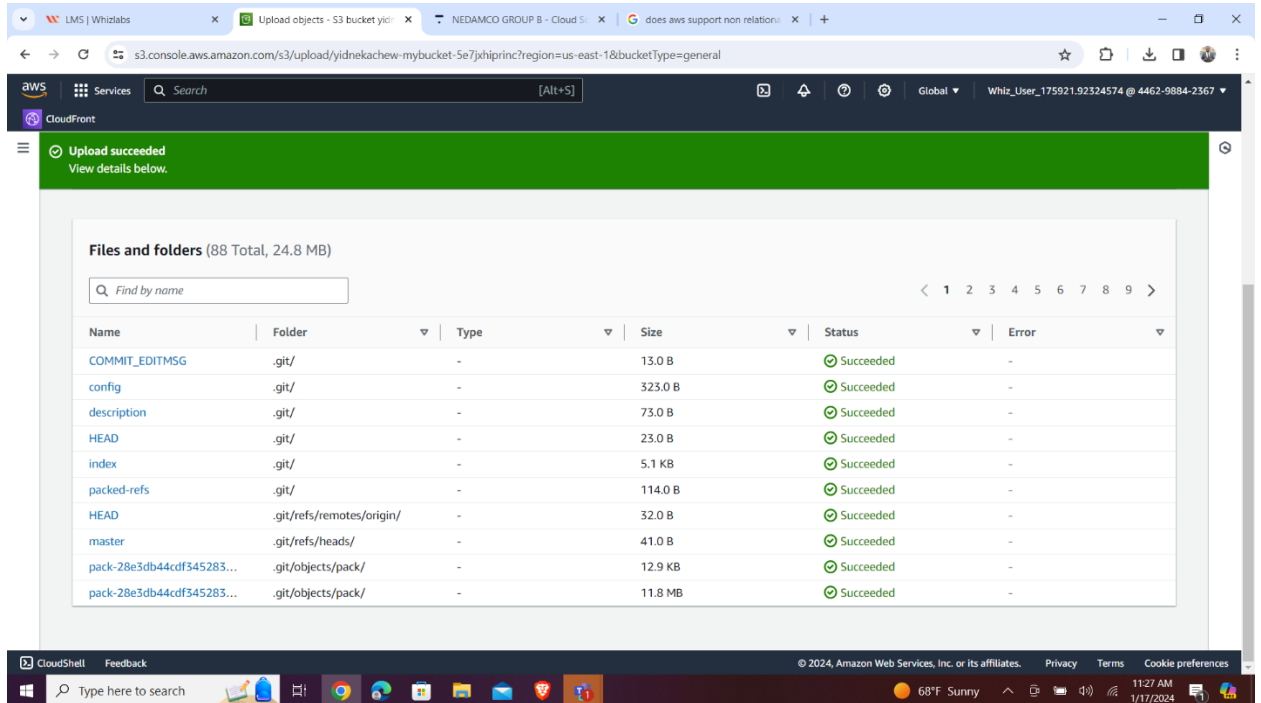 LMS | Whizlabs
Upload objects - S3 bucket yidn
NEDAMCO GROUP B - Cloud S
does aws support non relationa
s3.console.aws.amazon.com/s3/upload/yidnekachew-mybucket-5e7jxhiprinc?region=us-east-1&bucketType=general
aws Services Search [Alt+S] Global Whiz_User_175921.92324574 @ 4462-9884-2367
CloudFront
Upload succeeded
View details below.
Files and folders (88 Total, 24.8 MB)
Find by name
1 2 3 4 5 6 7 8 9
Name Folder Type Size Status Error
COMMIT_EDITMSG .git/ - 13.0 B Succeeded -
config .git/ - 323.0 B Succeeded -
description .git/ - 73.0 B Succeeded -
HEAD .git/ - 23.0 B Succeeded -
index .git/ - 5.1 KB Succeeded -
packed-refs .git/ - 114.0 B Succeeded -
HEAD .git/refs/remotes/origin/ - 32.0 B Succeeded -
master .git/refs/heads/ - 41.0 B Succeeded -
pack-28e3db44cdf345283... .git/objects/pack/ - 12.9 KB Succeeded -
pack-28e3db44cdf345283... .git/objects/pack/ - 11.8 MB Succeeded -
CloudShell Feedback © 2024, Amazon Web Services, Inc. or its affiliates. Privacy Terms Cookie preferences
Type here to search 68°F Sunny 11:27 AM
1/17/2024